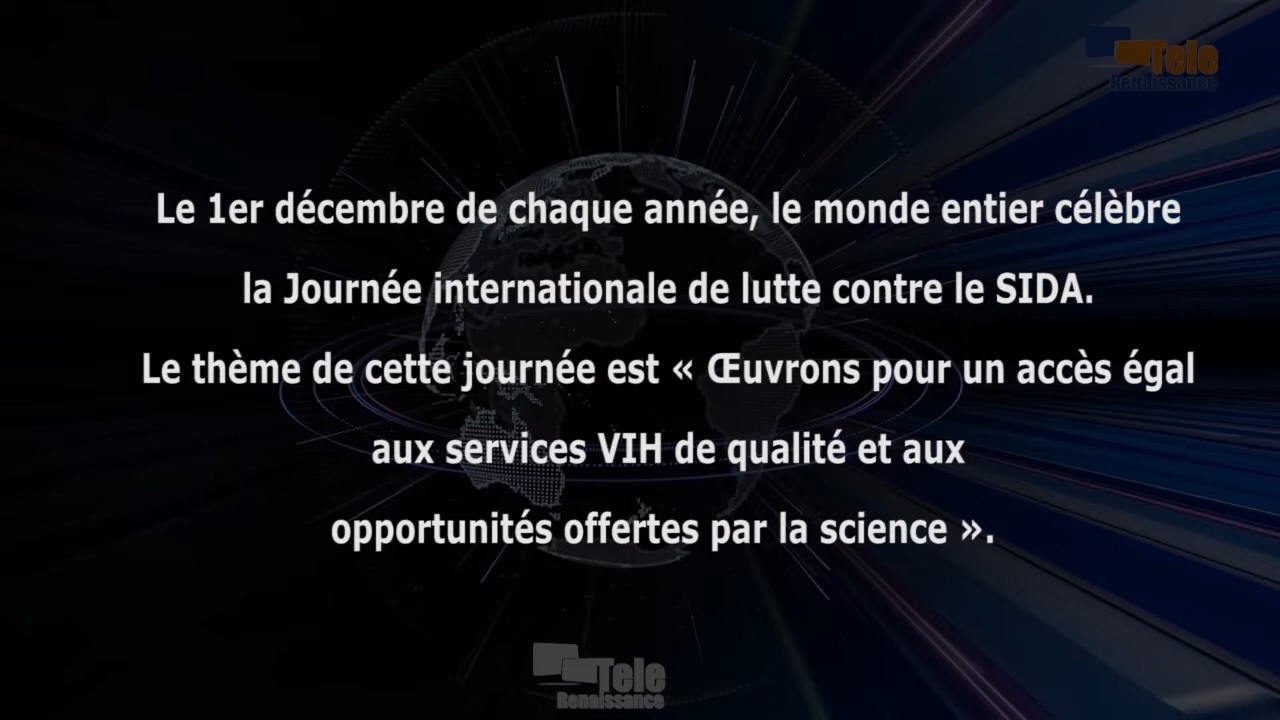 Tele
Renaissance
Le 1er décembre de chaque année, le monde entier célèbre
la Journée internationale de lutte contre le SIDA.
Le thème de cette journée est « Œuvrons pour un accès égal
aux services VIH de qualité et aux
opportunités offertes par la science ».
Tele
Renaissance